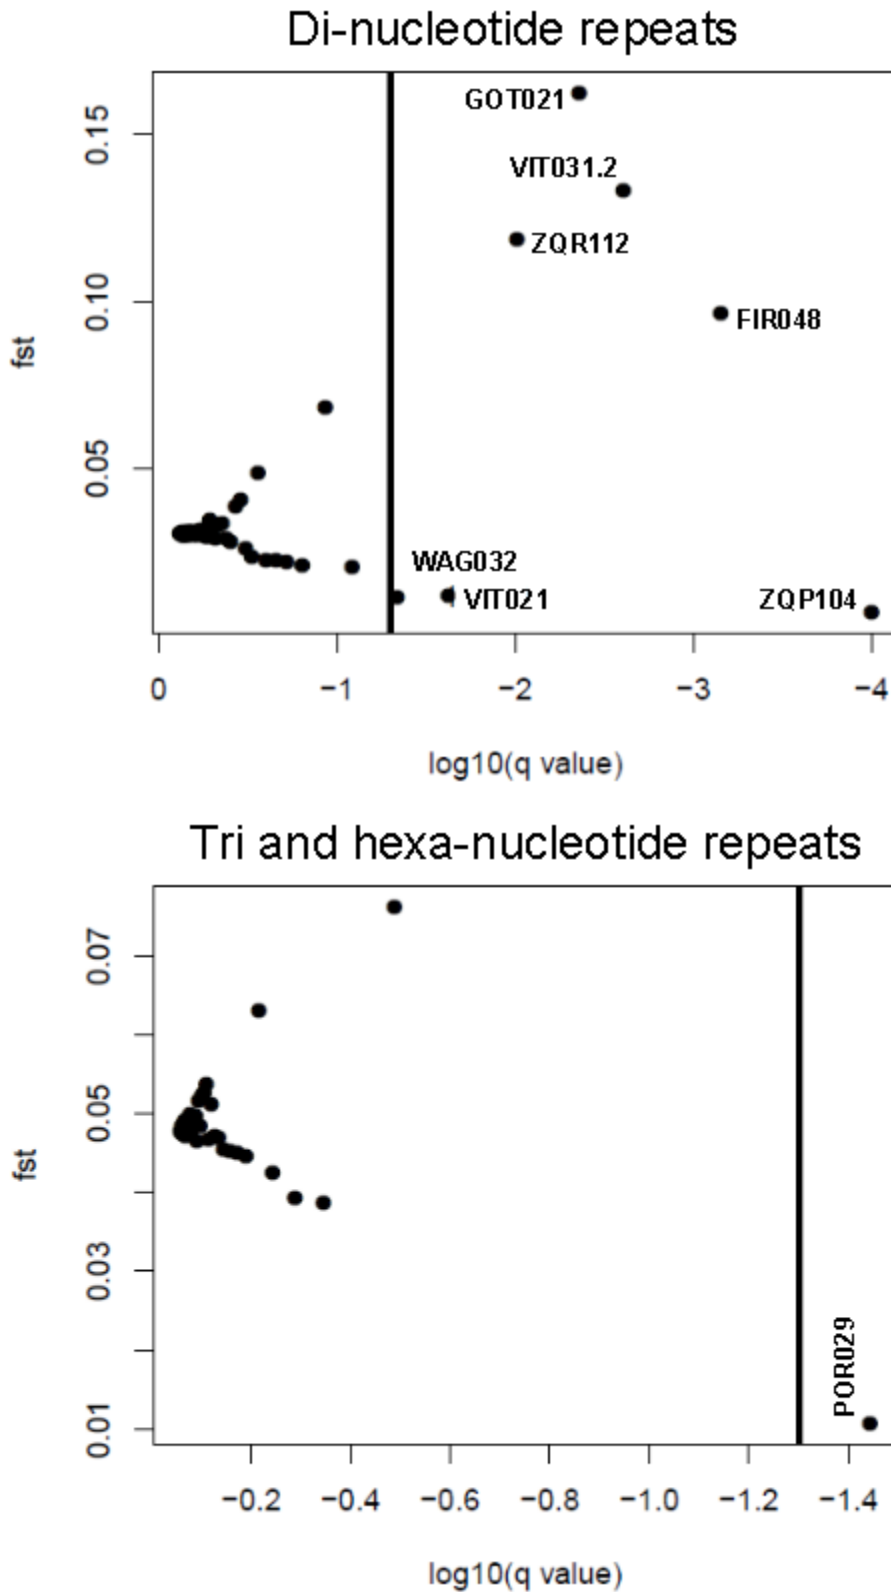 Di-nucleotide repeats
0.15
0.10
0.05
fst
GOT021
VIT031.2
ZQR112
FIR048
WAG032
VIT021
ZQP104
0 −1 −2 −3 −4
log10(q value)
Tri and hexa-nucleotide repeats
0.07
0.05
0.03
0.01
fst
POR029
−0.2 −0.4 −0.6 −0.8 −1.0 −1.2 −1.4
log10(q value)